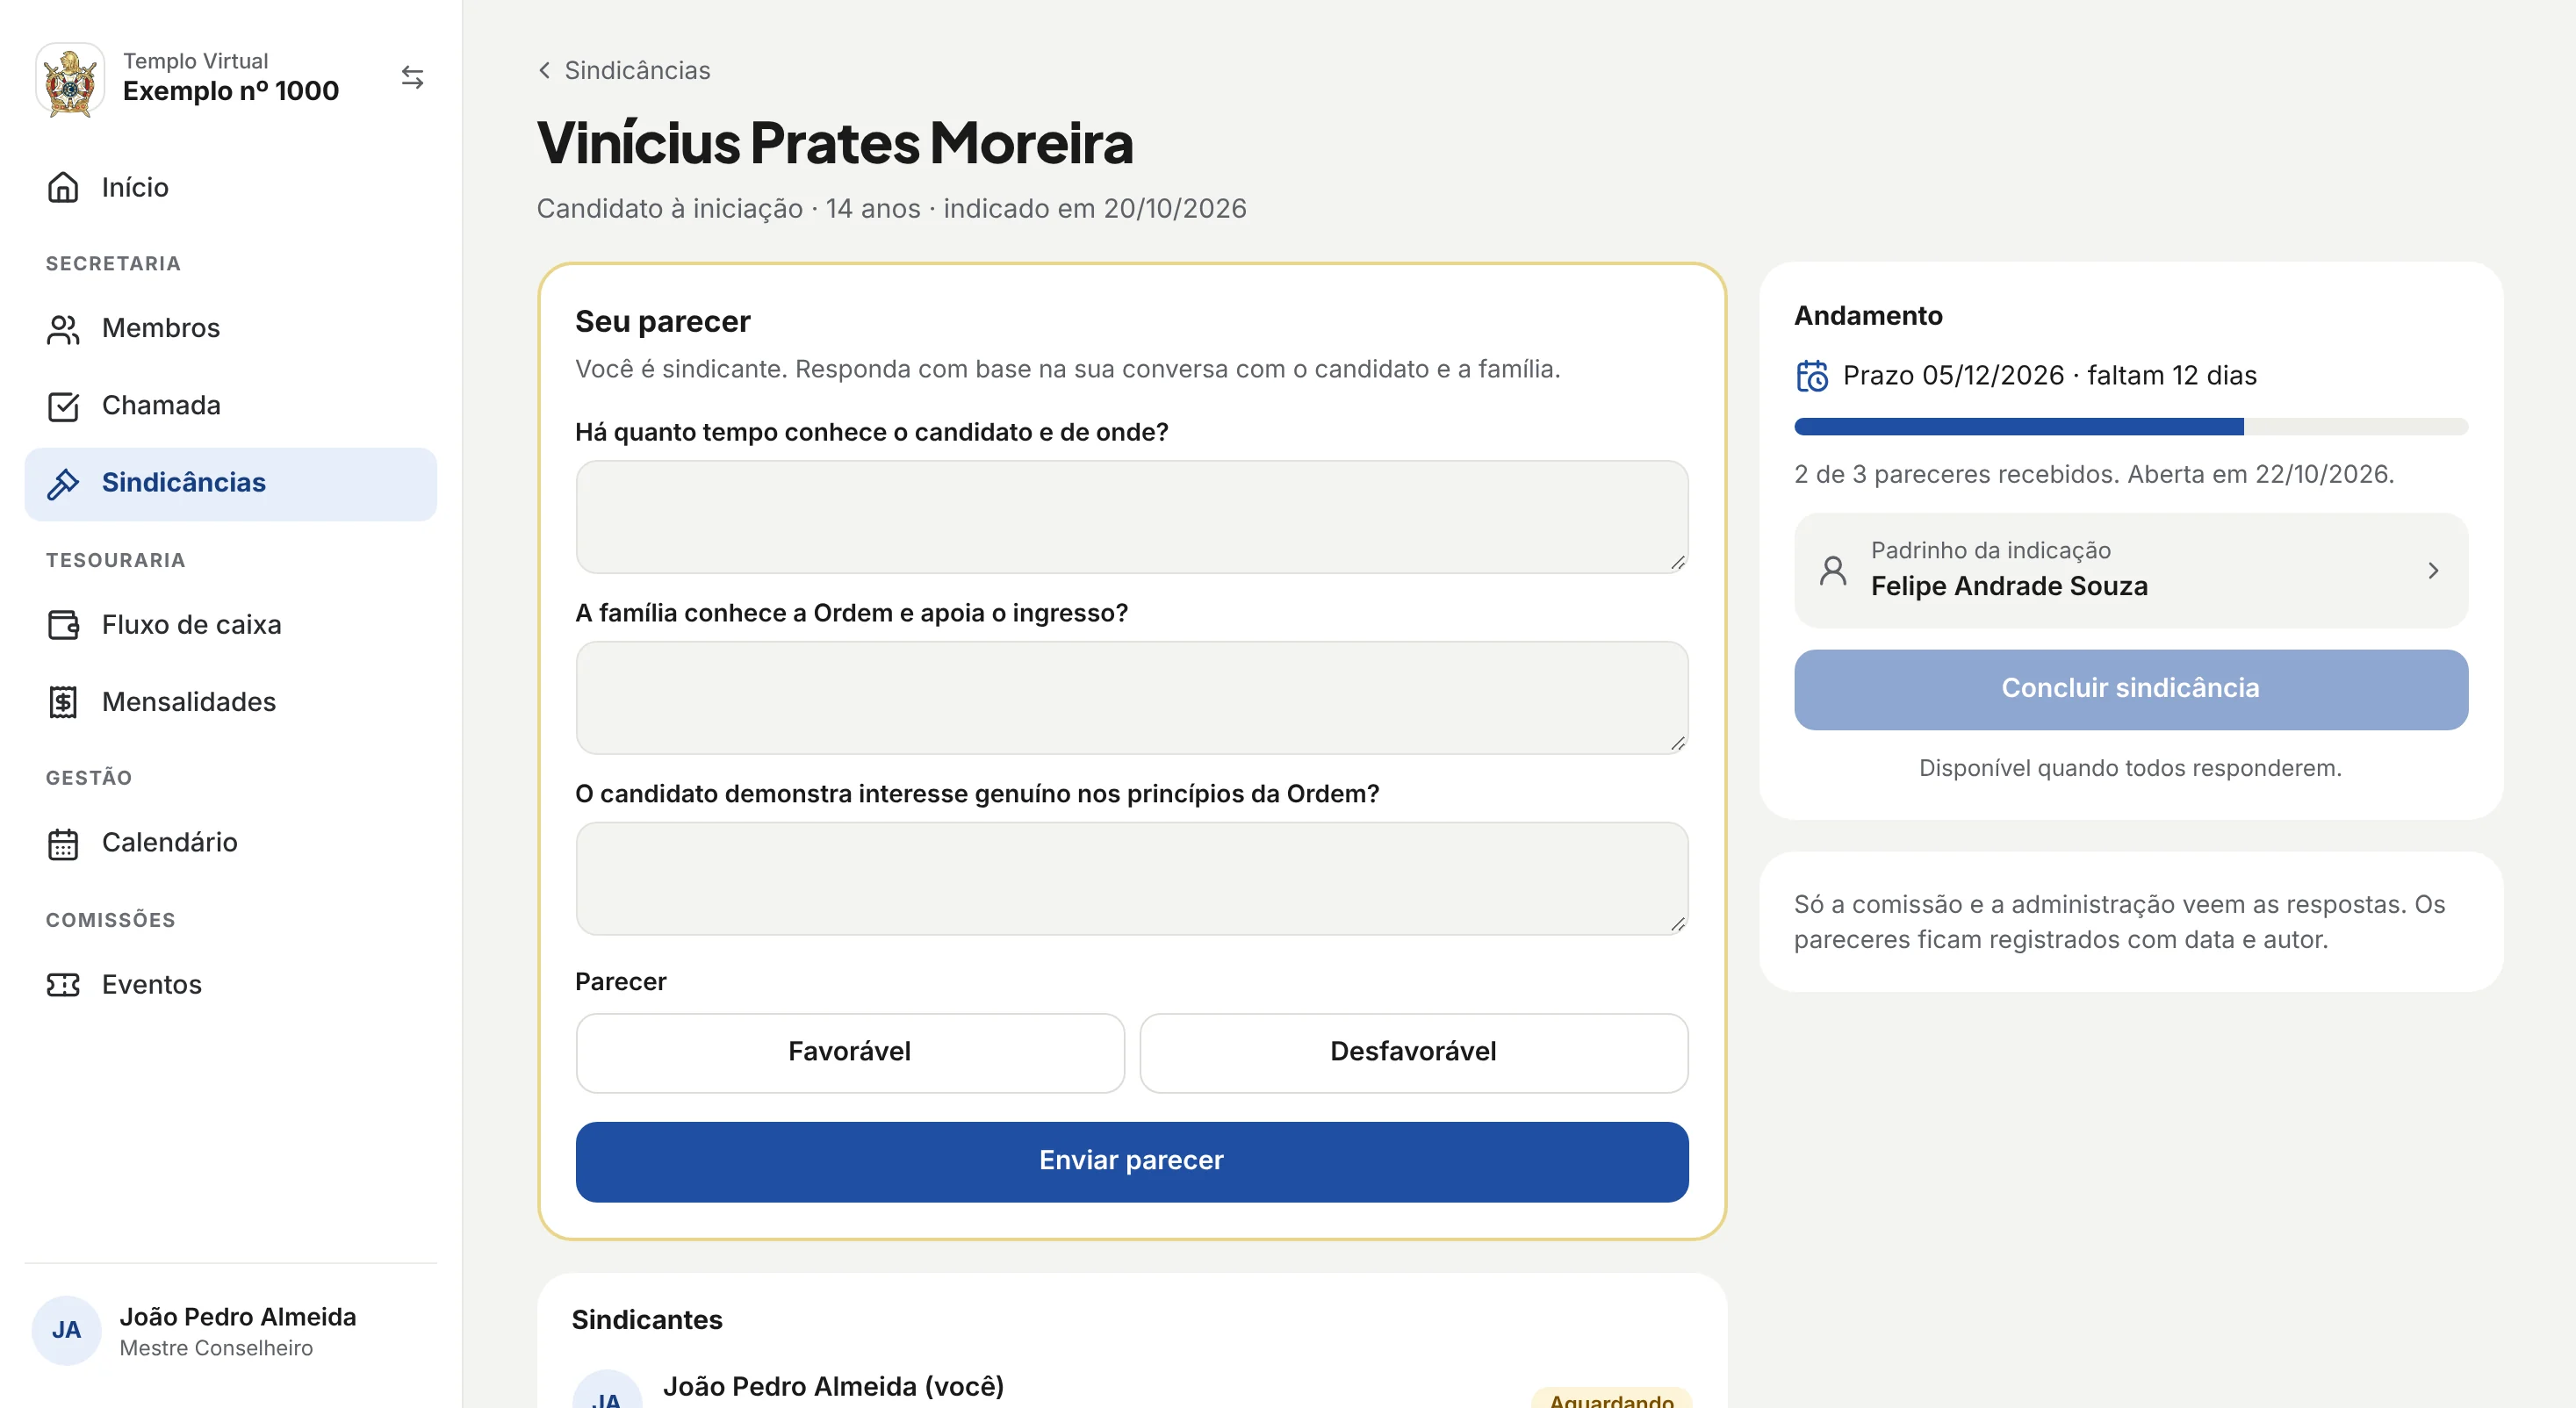 Templo Virtual
Exemplo nº 1000
Início
SECRETARIA
Membros
Chamada
Sindicâncias
TESOURARIA
Fluxo de caixa
Mensalidades
GESTÃO
Calendário
COMISSÕES
Eventos
JA
João Pedro Almeida
Mestre Conselheiro
Sindicâncias
Vinícius Prates Moreira
Candidato à iniciação · 14 anos · indicado em 20/10/2026
Seu parecer
Você é sindicante. Responda com base na sua conversa com o candidato e a família.
Há quanto tempo conhece o candidato e de onde?
A família conhece a Ordem e apoia o ingresso?
O candidato demonstra interesse genuíno nos princípios da Ordem?
Parecer
Favorável
Desfavorável
Enviar parecer
Sindicantes
JA
João Pedro Almeida (você)
Aguardando
Andamento
Prazo 05/12/2026 · faltam 12 dias
2 de 3 pareceres recebidos. Aberta em 22/10/2026.
Padrinho da indicação
Felipe Andrade Souza
Concluir sindicância
Disponível quando todos responderem.
Só a comissão e a administração veem as respostas. Os
pareceres ficam registrados com data e autor.